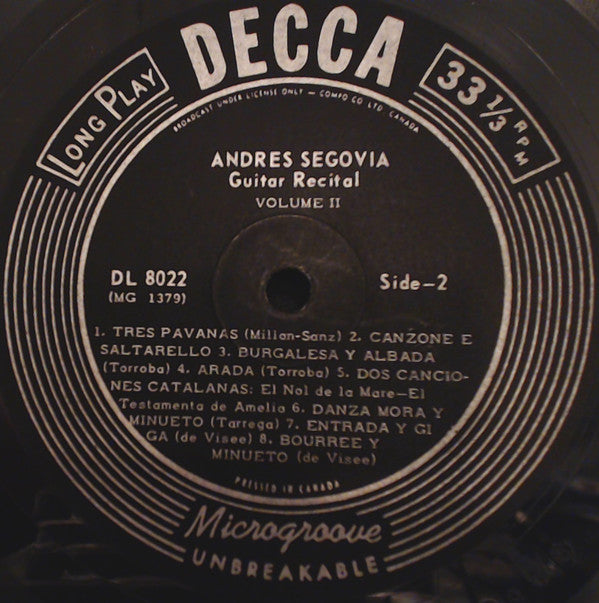 DECCA
LONG PLAY
33 1/3 RPM
BROADCAST UNDER LICENSE ONLY — COMPO CO LTD. CANADA
ANDRES SEGOVIA
Guitar Recital
VOLUME II
DL 8022
(MG 1379)
Side-2
1. TRES PAVANAS (Millan-Sanz) 2. CANZONE E
SALTARELLO 3. BURGALESA Y ALBADA
(Torroba) 4. ARADA (Torroba) 5. DOS CANCIO-
NES CATALANAS: El Nol de la Mare-El
Testamenta de Amelio 6. DANZA MORA Y
MINUETO (Tarrega) 7. ENTRADA Y GI
GA (de Visee) 8. BOURREE Y
MINUETO (de Visee)
PRESSED IN CANADA
Microgroove
UNBREAKABLE